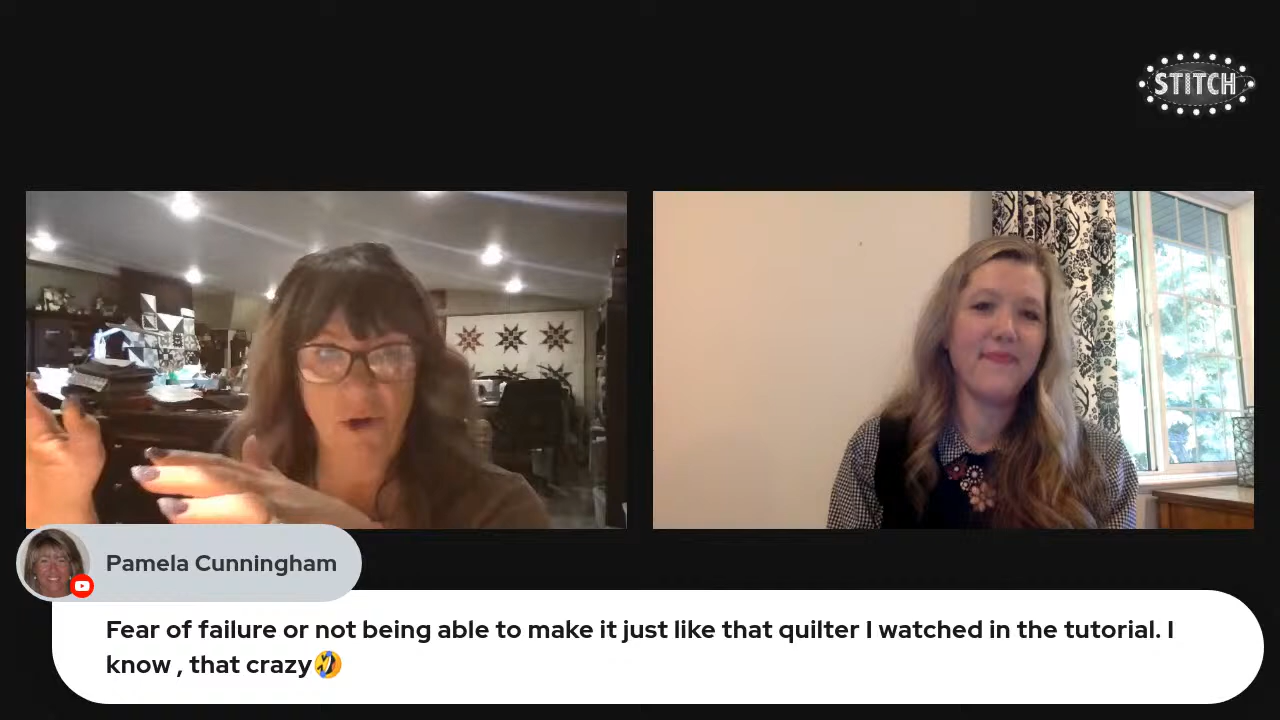 STITCH
Pamela Cunningham
Fear of failure or not being able to make it just like that quilter I watched in the tutorial. I
know , that crazy🤣